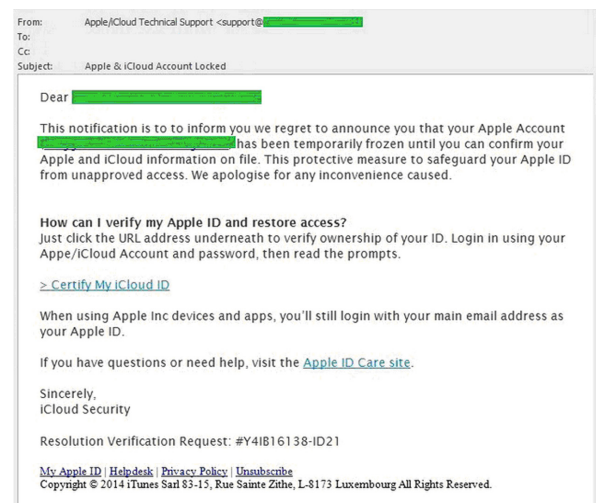 From: Apple/iCloud Technical Support <support@
To:
Cc:
Subject: Apple & iCloud Account Locked
Dear
This notification is to to inform you we regret to announce you that your Apple Account
has been temporarily frozen until you can confirm your
Apple and iCloud information on file. This protective measure to safeguard your Apple ID
from unapproved access. We apologise for any inconvenience caused.
How can I verify my Apple ID and restore access?
Just click the URL address underneath to verify ownership of your ID. Login in using your
Appe/iCloud Account and password, then read the prompts.
> Certify My iCloud ID
When using Apple Inc devices and apps, you'll still login with your main email address as
your Apple ID.
If you have questions or need help, visit the Apple ID Care site.
Sincerely,
iCloud Security
Resolution Verification Request: #Y4IB16138-ID21
My Apple ID | Helpdesk | Privacy Policy | Unsubscribe
Copyright © 2014 iTunes Sarl 83-15, Rue Sainte Zithe, L-8173 Luxembourg All Rights Reserved.